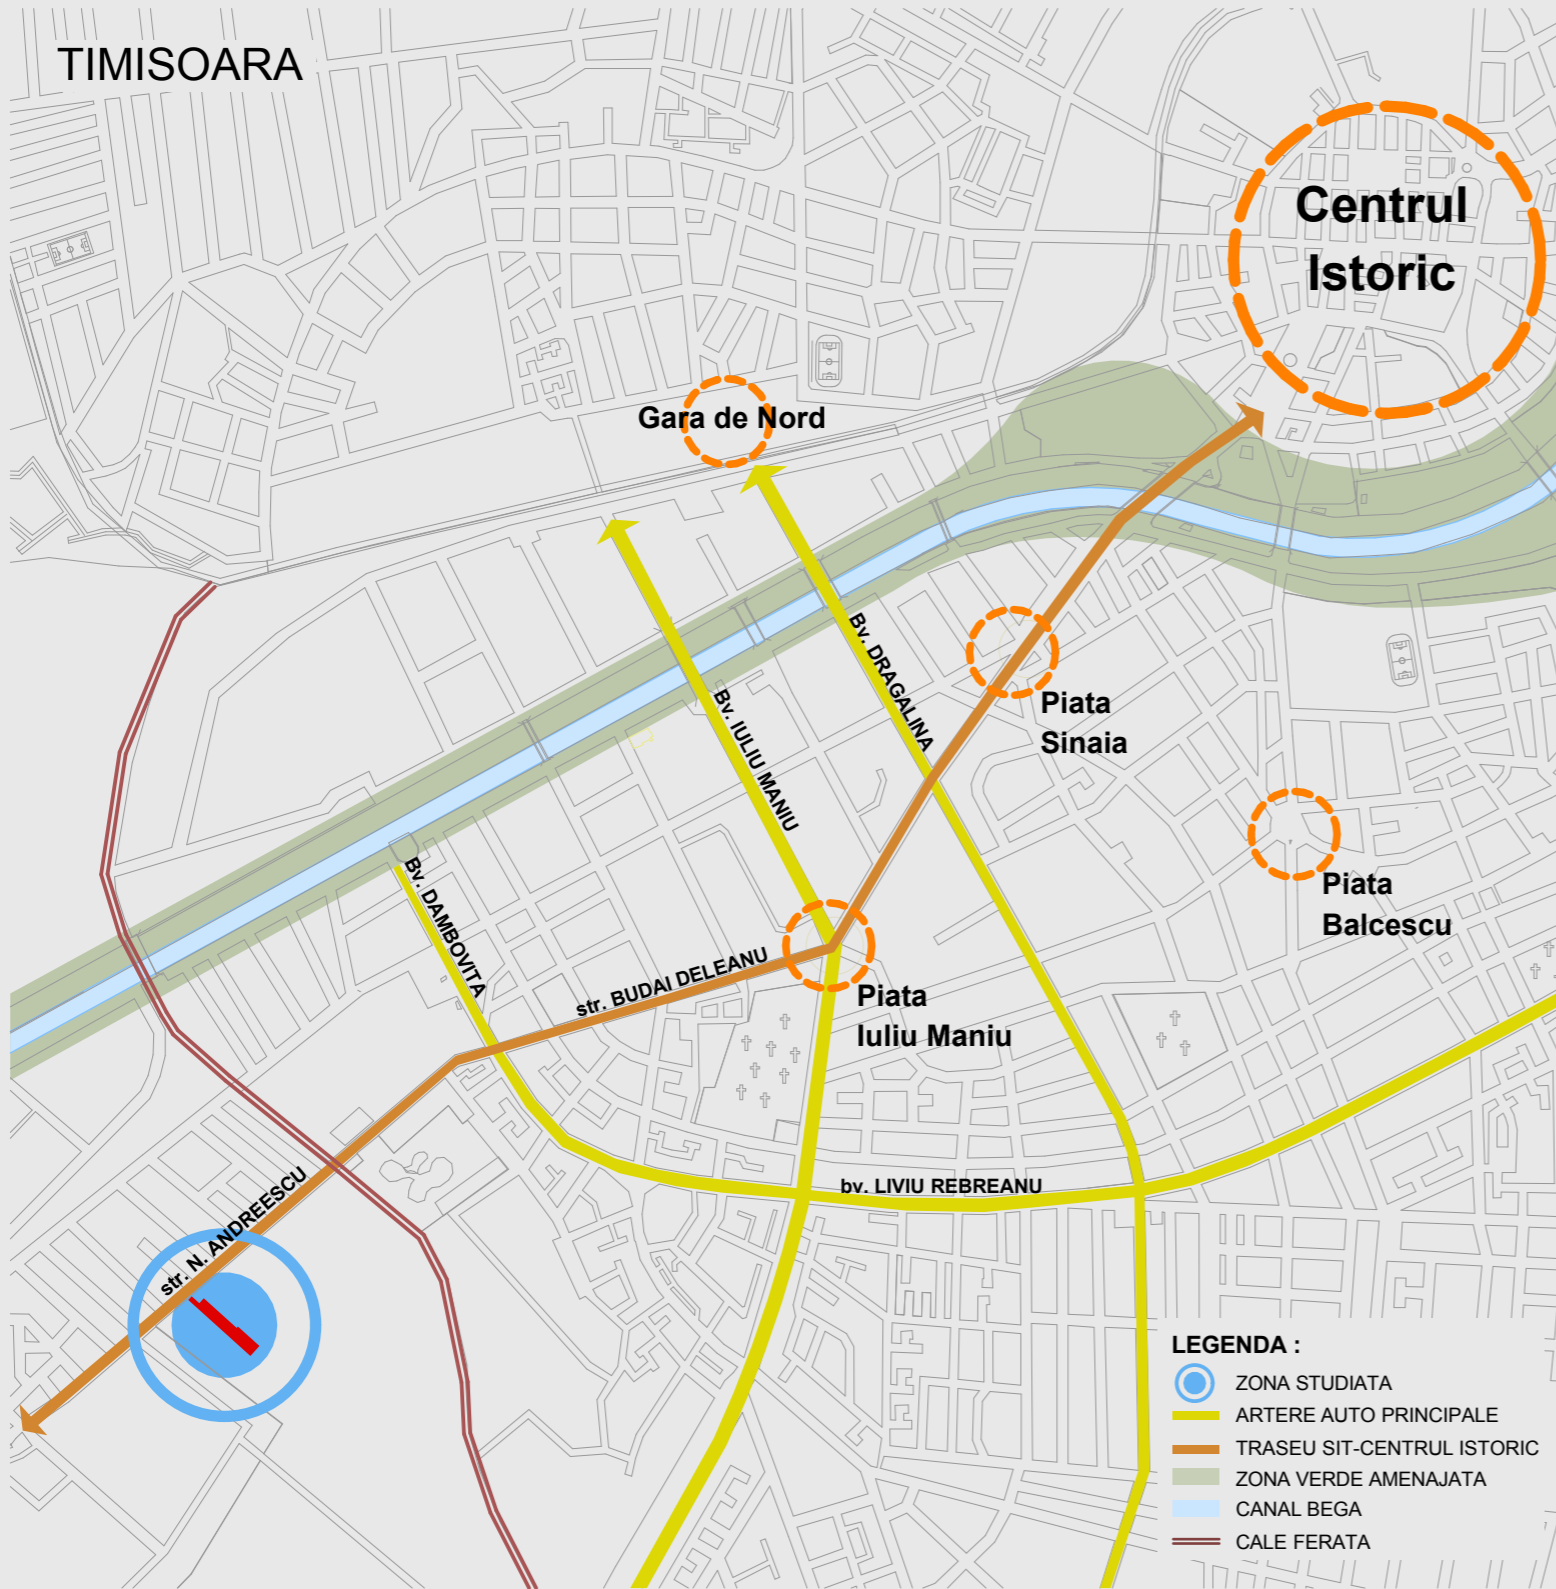 TIMISOARA
Centrul
Istoric
Gara de Nord
Bv. DRAGALINA
Piata
Sinaia
Bv. IULIU MANIU
Piata
Balcescu
Bv. DAMBOVITA
str. BUDAI DELEANU
Piata
Iuliu Maniu
bv. LIVIU REBREANU
str. N. ANDREESCU
LEGENDA :
ZONA STUDIATA
ARTERE AUTO PRINCIPALE
TRASEU SIT-CENTRUL ISTORIC
ZONA VERDE AMENAJATA
CANAL BEGA
CALE FERATA